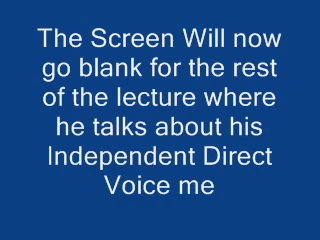 The Screen Will now
go blank for the rest
of the lecture where
he talks about his
Independent Direct
Voice me